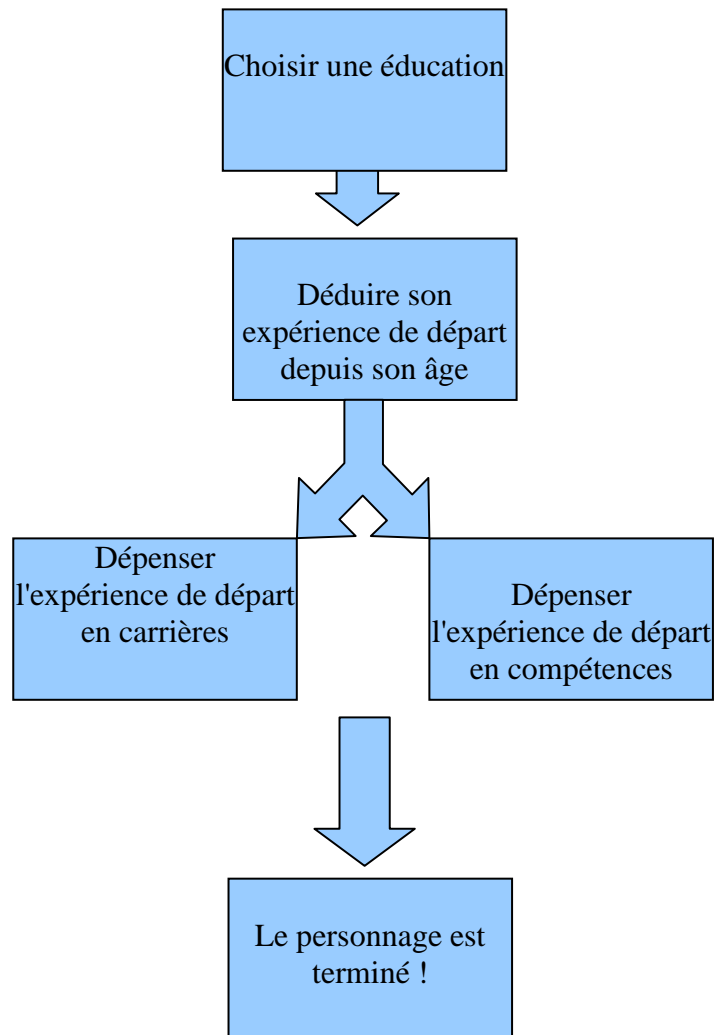 Choisir une éducation
Déduire son
expérience de départ
depuis son âge
Dépenser
l'expérience de départ
en carrières
Dépenser
l'expérience de départ
en compétences
Le personnage est
terminé !